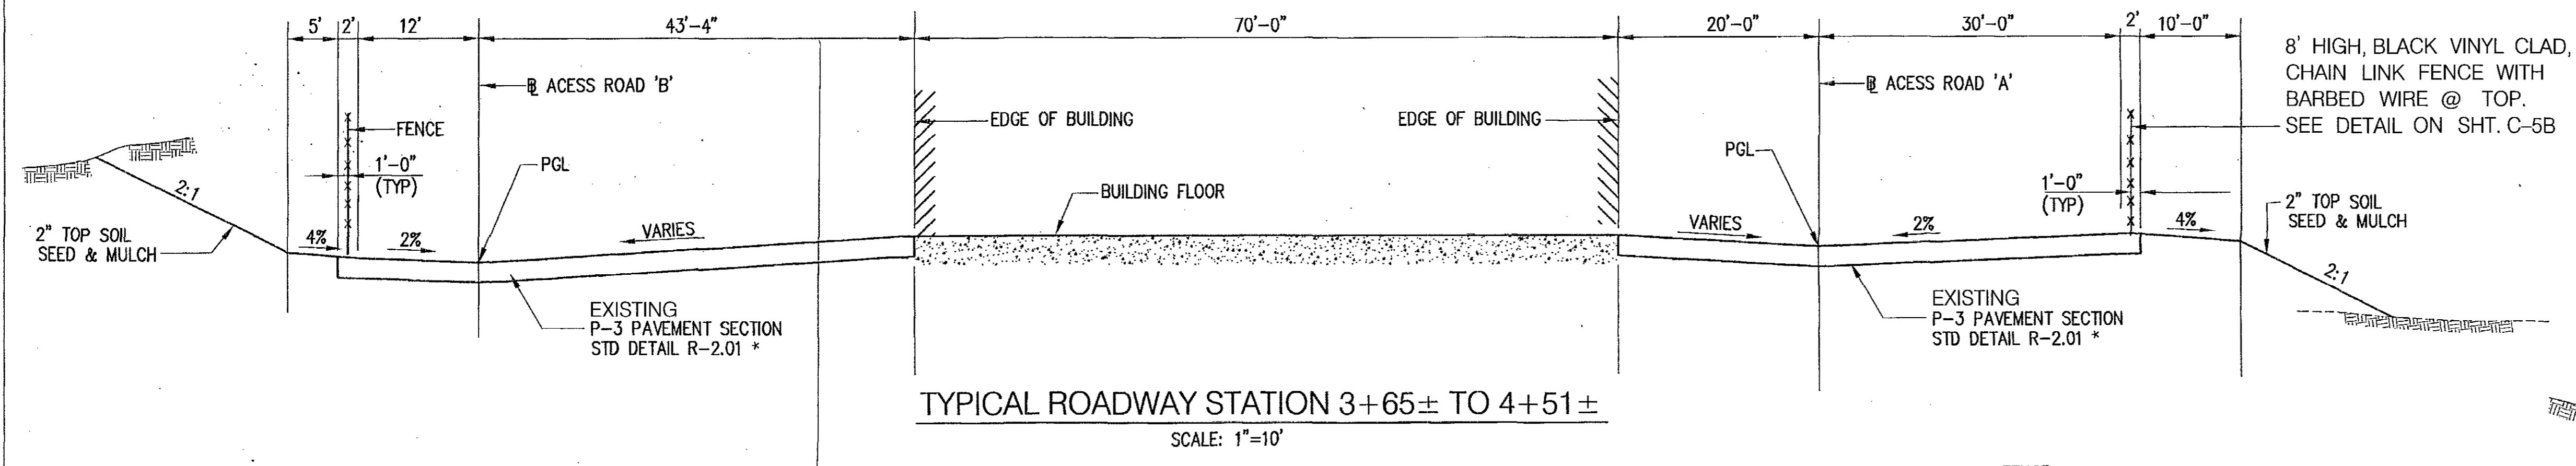 5' 2' 12' 43'-4" 70'-0" 20'-0" 30'-0" 2' 10'-0"
8' HIGH, BLACK VINYL CLAD,
CHAIN LINK FENCE WITH
BARBED WIRE @ TOP.
SEE DETAIL ON SHT. C-5B
℄ ACESS ROAD 'B'
℄ ACESS ROAD 'A'
FENCE
EDGE OF BUILDING
EDGE OF BUILDING
1'-0"
(TYP)
PGL
PGL
BUILDING FLOOR
1'-0"
(TYP)
2:1
2" TOP SOIL
SEED & MULCH
4%
2%
VARIES
VARIES
2%
4%
2" TOP SOIL
SEED & MULCH
2:1
EXISTING
P-3 PAVEMENT SECTION
STD DETAIL R-2.01 *
EXISTING
P-3 PAVEMENT SECTION
STD DETAIL R-2.01 *
TYPICAL ROADWAY STATION 3+65± TO 4+51±
SCALE: 1"=10'